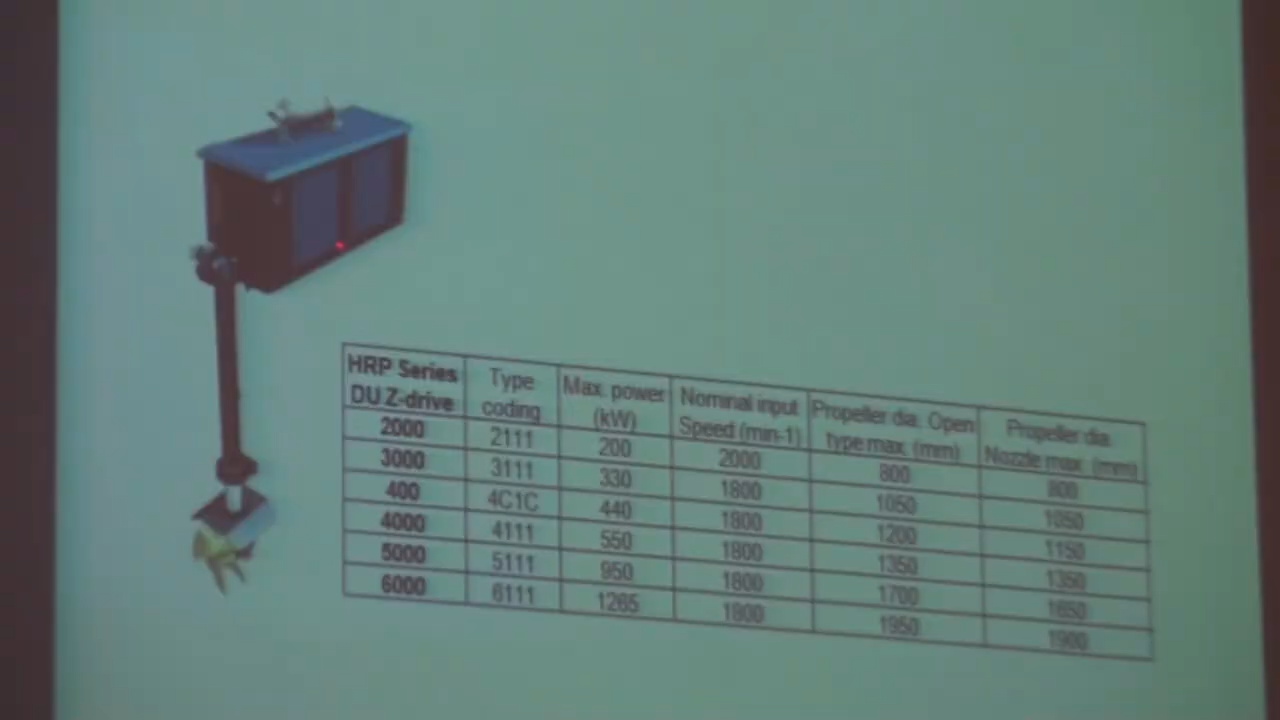 HRP Series DU Z-drive Type coding Max. power (kW) Nominal input Speed (min-1) Propeller dia. Open type max. (mm) Propeller dia. Nozzle max. (mm)
2000 2111 200 2000 800 800
3000 3111 330 1800 1050 1050
400 4C1C 440 1800 1200 1150
4000 4111 550 1800 1350 1350
5000 5111 950 1800 1700 1650
6000 6111 1265 1800 1950 1900